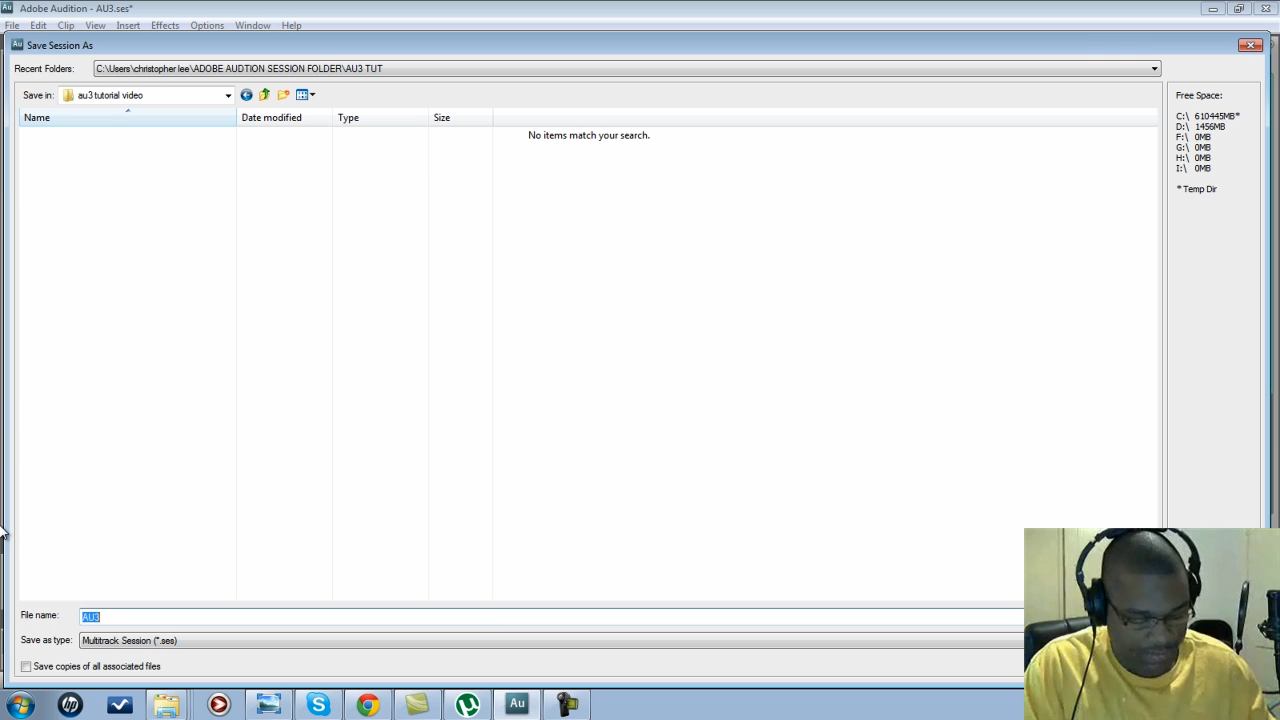 Au Adobe Audition - AU3.ses*
File Edit Clip View Insert Effects Options Window Help
Au Save Session As
Recent Folders: C:\Users\christopher lee\ADOBE AUDTION SESSION FOLDER\AU3 TUT
Save in: au3 tutorial video
Free Space:
Name Date modified Type Size
C:\ 610445MB*
D:\ 1456MB
F:\ 0MB
G:\ 0MB
H:\ 0MB
I:\ 0MB
No items match your search.
* Temp Dir
File name: AU3
Save as type: Multitrack Session (*.ses)
Save copies of all associated files
hp
Au